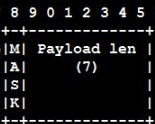 8 9 0 1 2 3 4 5
+-+-------------+
|M| Payload len |
|A|     (7)     |
|S|             |
|K|             |
+-+-------------+